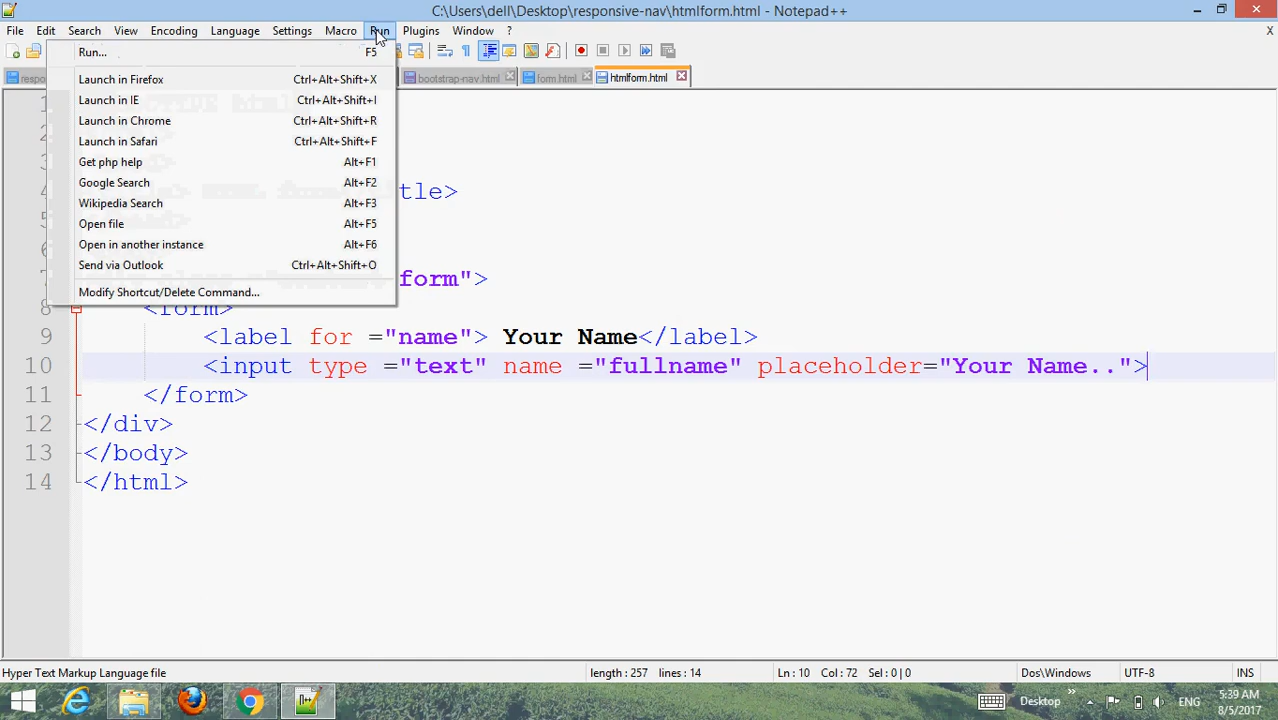 C:\Users\dell\Desktop\responsive-nav\htmlform.html - Notepad++
File Edit Search View Encoding Language Settings Macro Run Plugins Window X
Run... F5
respo bootstrap-nav.html form.html htmlform.html
Launch in Firefox Ctrl+Alt+Shift+X
Launch in IE Ctrl+Alt+Shift+I
Launch in Chrome Ctrl+Alt+Shift+R
Launch in Safari Ctrl+Alt+Shift+F
Get php help Alt+F1
Google Search Alt+F2
4 tle>
Wikipedia Search Alt+F3
Open file Alt+F5
Open in another instance Alt+F6
Send via Outlook Ctrl+Alt+Shift+O
form">
Modify Shortcut/Delete Command...
8 <form>
9 <label for ="name"> Your Name</label>
10 <input type ="text" name ="fullname" placeholder="Your Name..">
11 </form>
12 </div>
13 </body>
14 </html>
Hyper Text Markup Language file length : 257 lines : 14 Ln : 10 Col : 72 Sel : 0 | 0 Dos\Windows UTF-8 INS
Desktop ENG 5:39 AM
8/5/2017